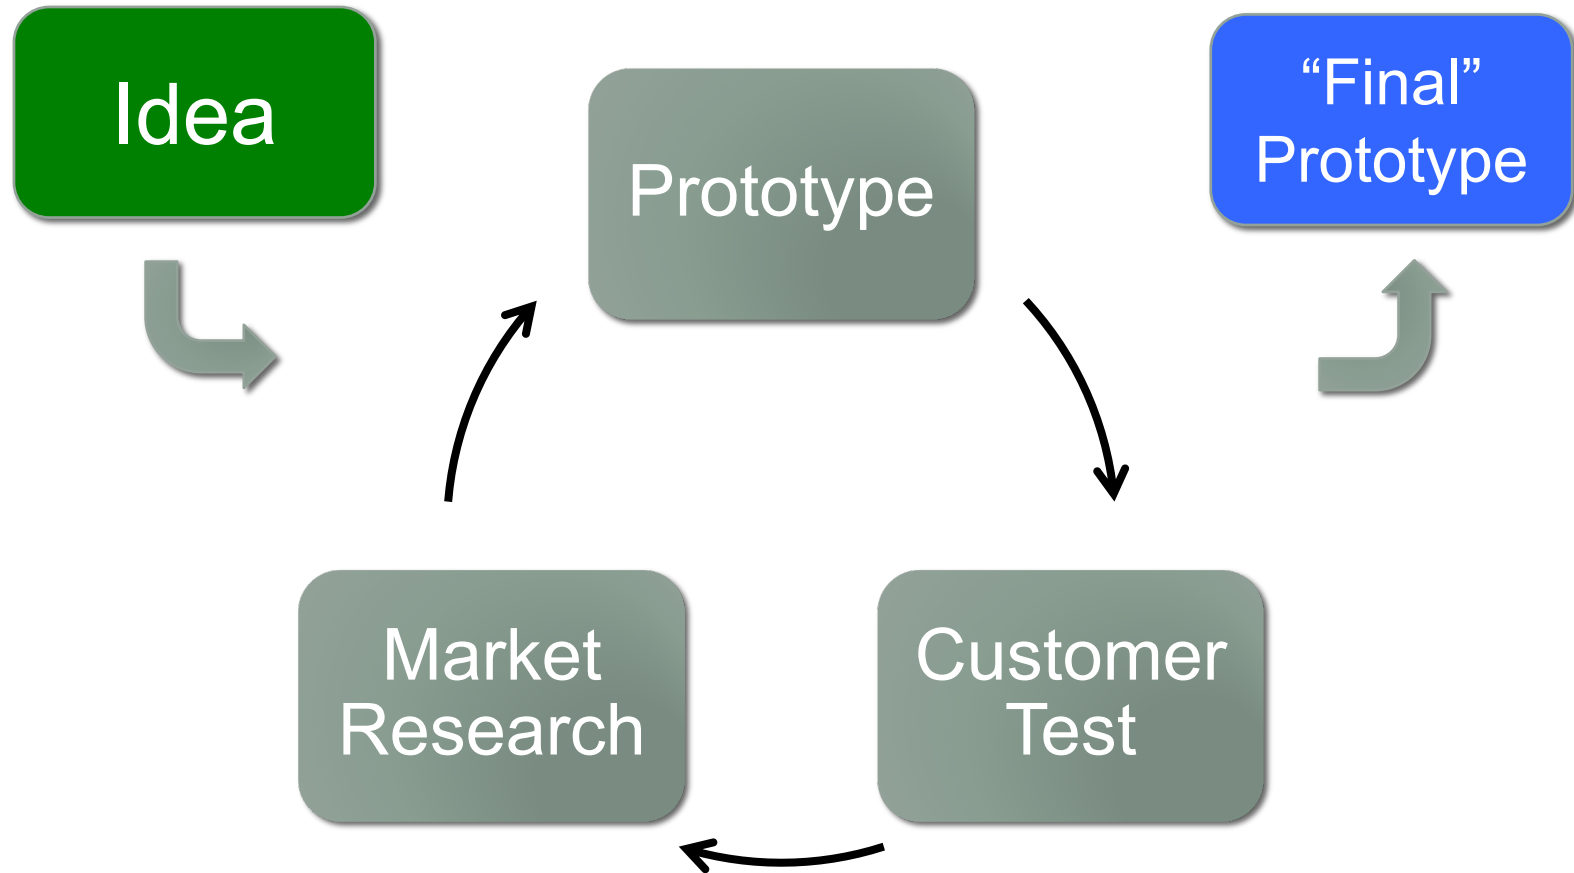 Idea
Prototype
“Final”
Prototype
Market
Research
Customer
Test